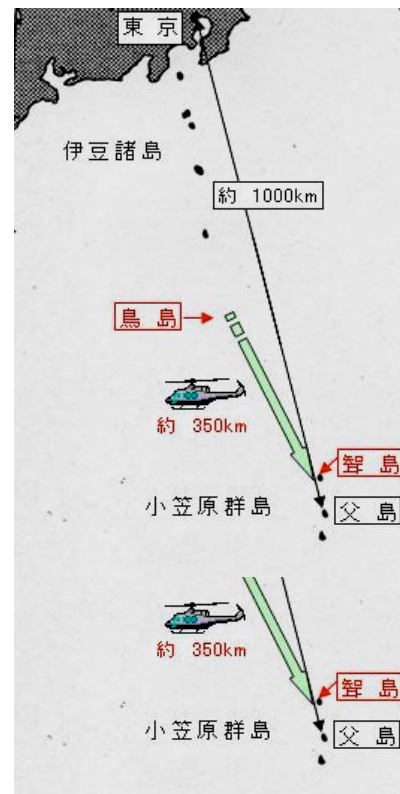 東京
伊豆諸島
約 1000km
鳥島
約 350km
聟島
小笠原群島
父島
約 350km
聟島
小笠原群島
父島